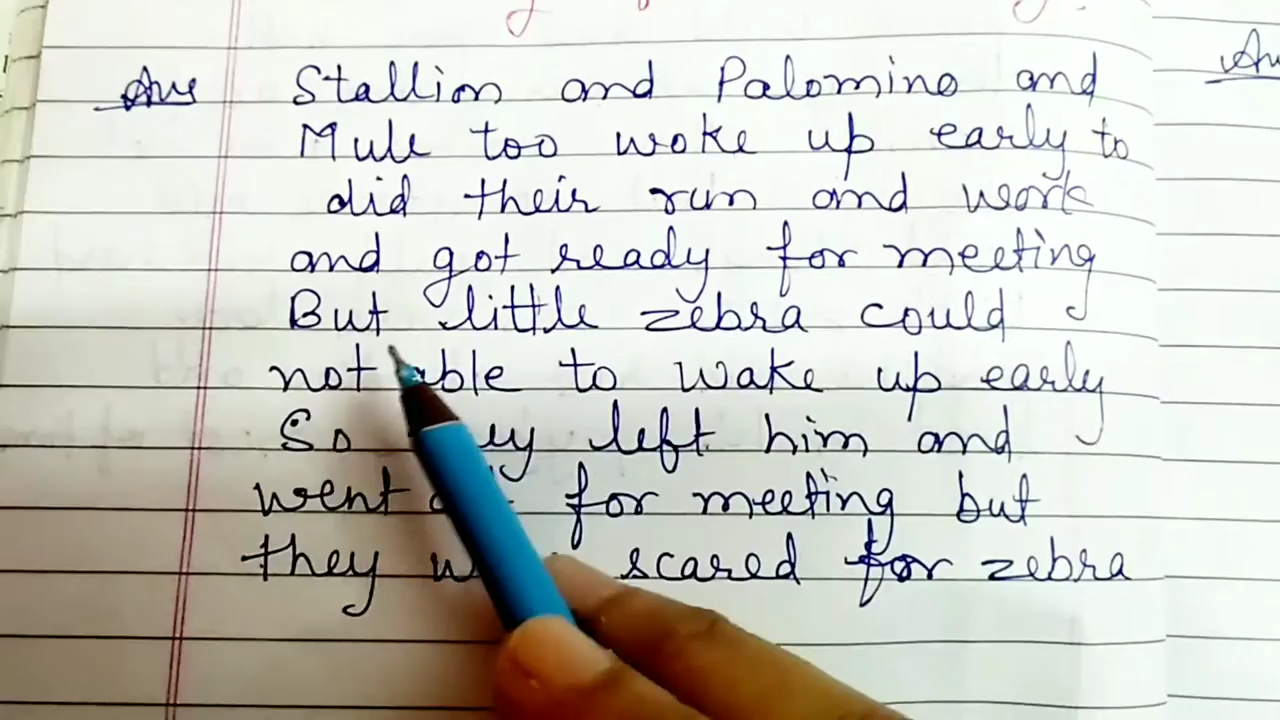 Ans Stallion and Palomino and
Mule too woke up early to
did their run and work
and got ready for meeting
But little zebra could
not able to wake up early
So left him and
went for meeting but
they scared for zebra
Ans